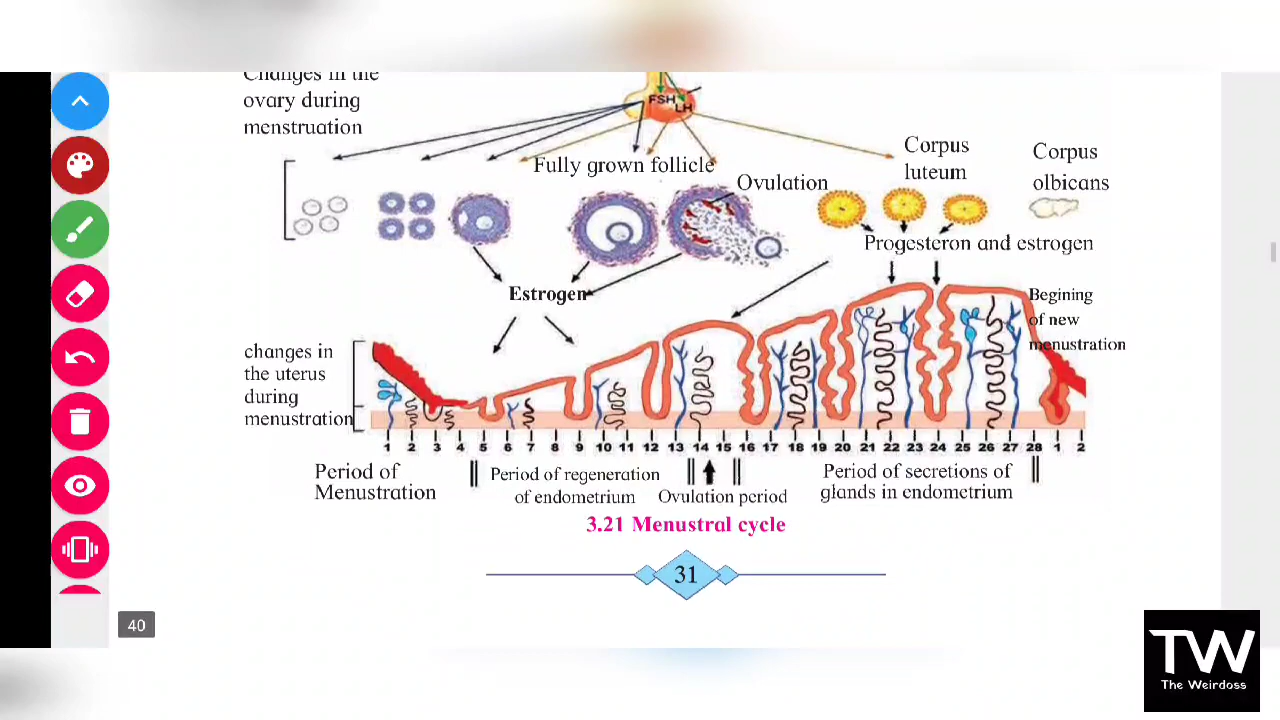 Changes in the
ovary during
menstruation
FSH
LH
Fully grown follicle
Ovulation
Corpus
luteum
Corpus
olbicans
Progesteron and estrogen
Estrogen
Begining
of new
menustration
changes in
the uterus
during
menustration
1 2 3 4 5 6 7 8 9 10 11 12 13 14 15 16 17 18 19 20 21 22 23 24 25 26 27 28 1 2
Period of
Menustration
Period of regeneration
of endometrium
Ovulation period
Period of secretions of
glands in endometrium
3.21 Menustral cycle
31
40
TW
The Weirdoss